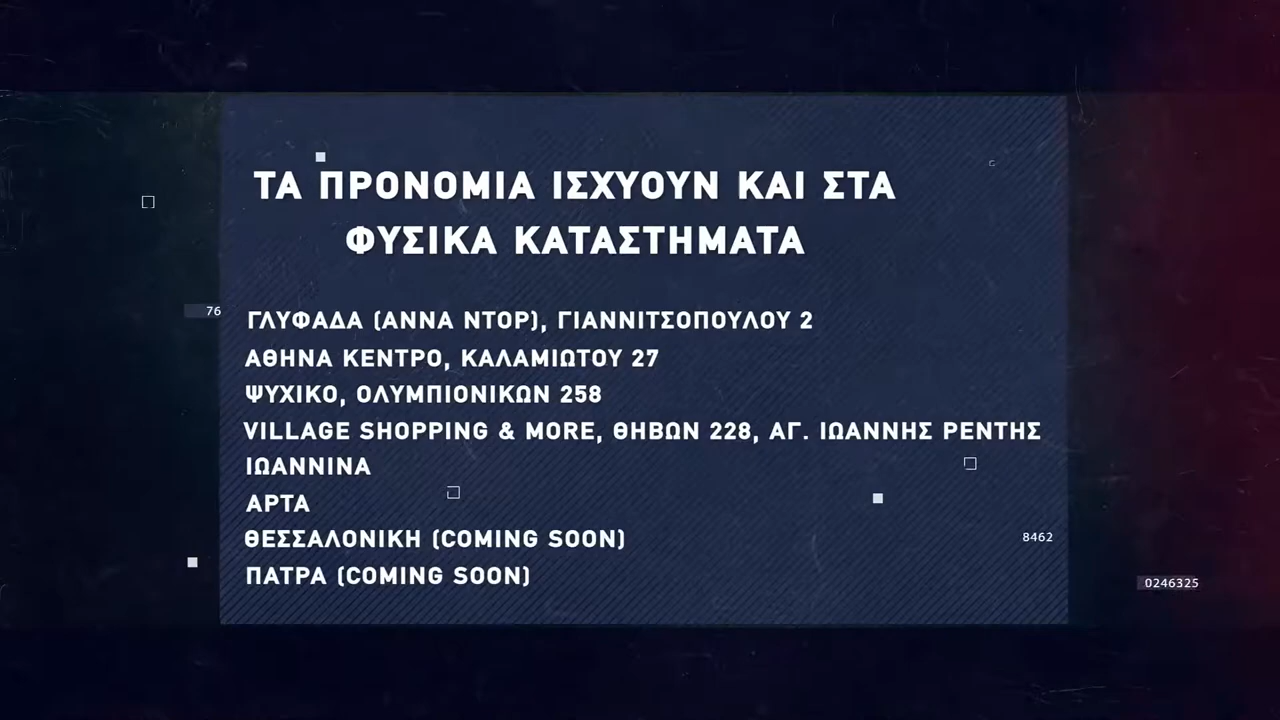 ΤΑ ΠΡΟΝΟΜΙΑ ΙΣΧΥΟΥΝ ΚΑΙ ΣΤΑ
ΦΥΣΙΚΑ ΚΑΤΑΣΤΗΜΑΤΑ
76
ΓΛΥΦΑΔΑ (ΑΝΝΑ ΝΤΟΡ), ΓΙΑΝΝΙΤΣΟΠΟΥΛΟΥ 2
ΑΘΗΝΑ ΚΕΝΤΡΟ, ΚΑΛΑΜΙΩΤΟΥ 27
ΨΥΧΙΚΟ, ΟΛΥΜΠΙΟΝΙΚΩΝ 258
VILLAGE SHOPPING & MORE, ΘΗΒΩΝ 228, ΑΓ. ΙΩΑΝΝΗΣ ΡΕΝΤΗΣ
ΙΩΑΝΝΙΝΑ
ΑΡΤΑ
ΘΕΣΣΑΛΟΝΙΚΗ (COMING SOON)
8462
ΠΑΤΡΑ (COMING SOON)
0246325